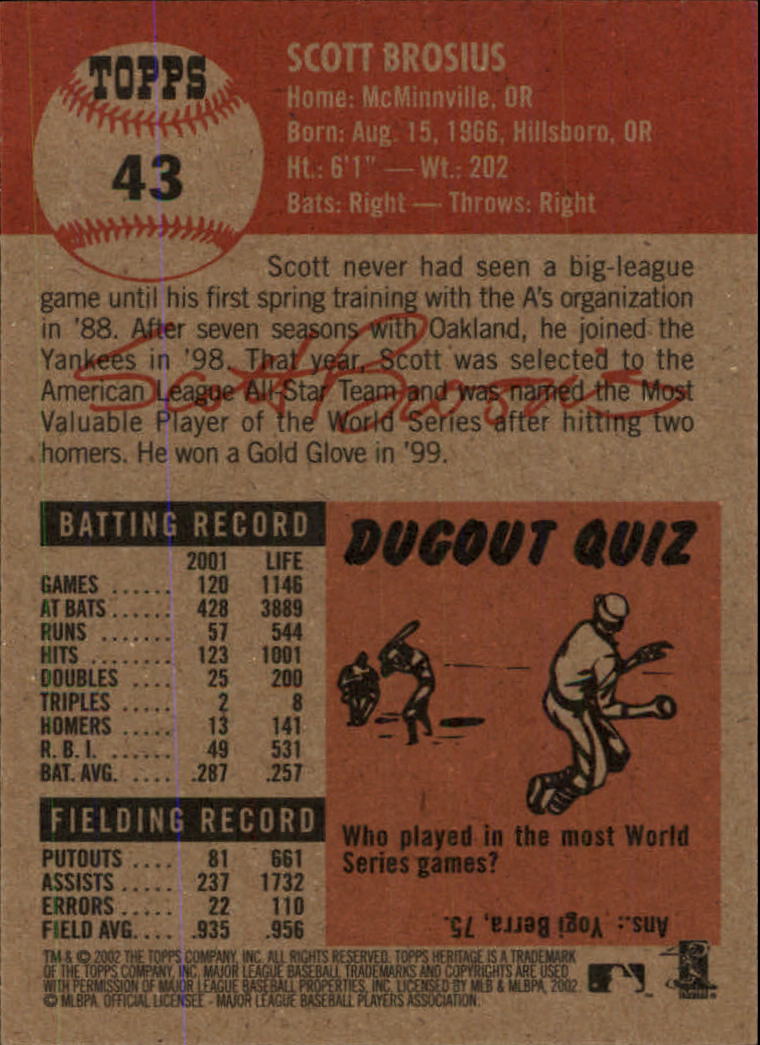 TOPPS
43
SCOTT BROSIUS
Home: McMinnville, OR
Born: Aug. 15, 1966, Hillsboro, OR
Ht.: 6'1" — Wt.: 202
Bats: Right — Throws: Right
Scott never had seen a big-league
game until his first spring training with the A's organization
in '88. After seven seasons with Oakland, he joined the
Yankees in '98. That year, Scott was selected to the
American League All-Star Team and was named the Most
Valuable Player of the World Series after hitting two
homers. He won a Gold Glove in '99.
Scott Brosius
BATTING RECORD
2001 LIFE
GAMES ...... 120 1146
AT BATS ...... 428 3889
RUNS ....... 57 544
HITS ........ 123 1001
DOUBLES .... 25 200
TRIPLES ..... 2 8
HOMERS .... 13 141
R. B. I. ...... 49 531
BAT. AVG. .... .287 .257
FIELDING RECORD
PUTOUTS .... 81 661
ASSISTS ..... 237 1732
ERRORS ..... 22 110
FIELD AVG. ... .935 .956
DUGOUT QUIZ
Who played in the most World
Series games?
Ans.: Yogi Berra, 75.
TM & © 2002 THE TOPPS COMPANY, INC. ALL RIGHTS RESERVED. TOPPS HERITAGE IS A TRADEMARK
OF THE TOPPS COMPANY, INC. MAJOR LEAGUE BASEBALL TRADEMARKS AND COPYRIGHTS ARE USED
WITH PERMISSION OF MAJOR LEAGUE BASEBALL PROPERTIES, INC. LICENSED BY MLB & MLBPA, 2002.
© MLBPA. OFFICIAL LICENSEE - MAJOR LEAGUE BASEBALL PLAYERS ASSOCIATION.